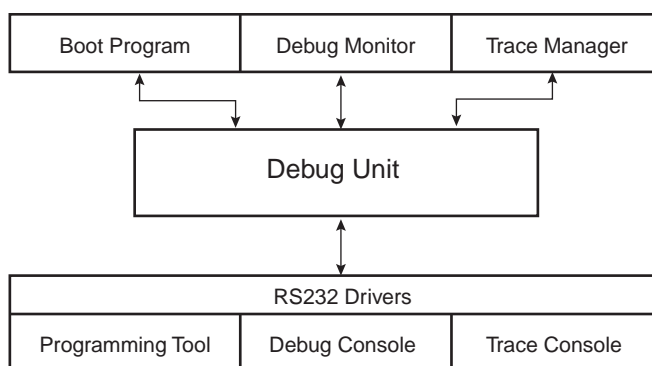 Boot Program Debug Monitor Trace Manager
Debug Unit
RS232 Drivers
Programming Tool Debug Console Trace Console